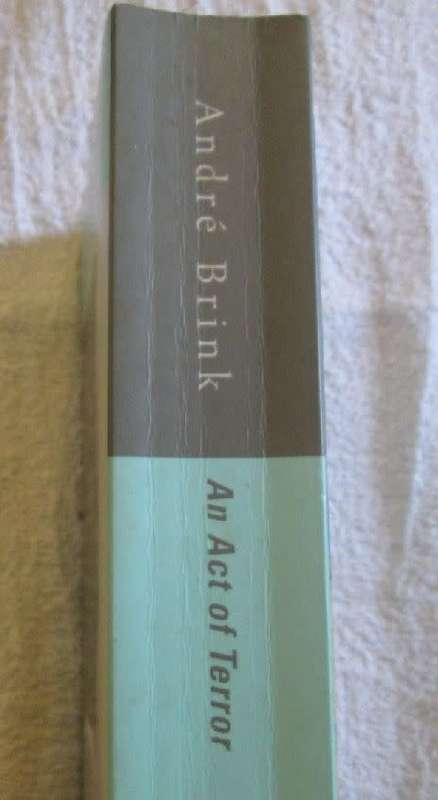 André Brink
An Act of Terror